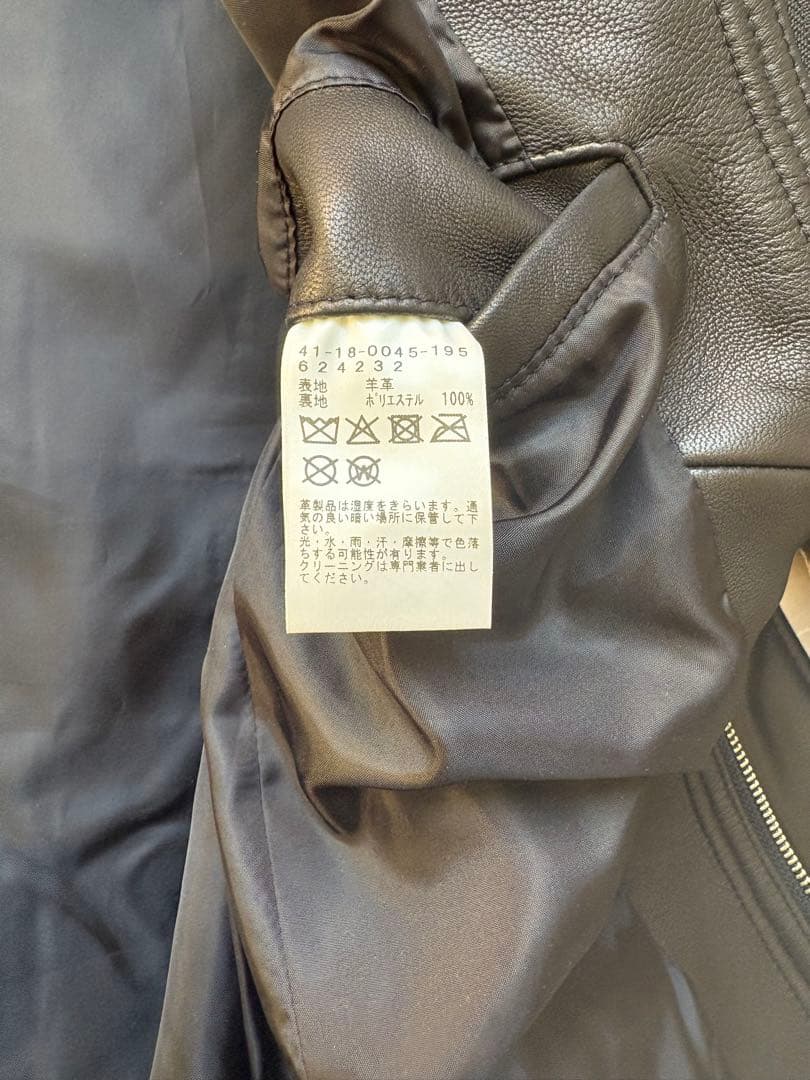 41-18-0045-195
624232
表地 羊革
裏地 ポリエステル 100%
革製品は湿度をきらいます。通
気の良い暗い場所に保管して下
さい。
光・水・雨・汗・摩擦等で色落
ちする可能性が有ります。
クリーニングは専門業者に出し
てください。